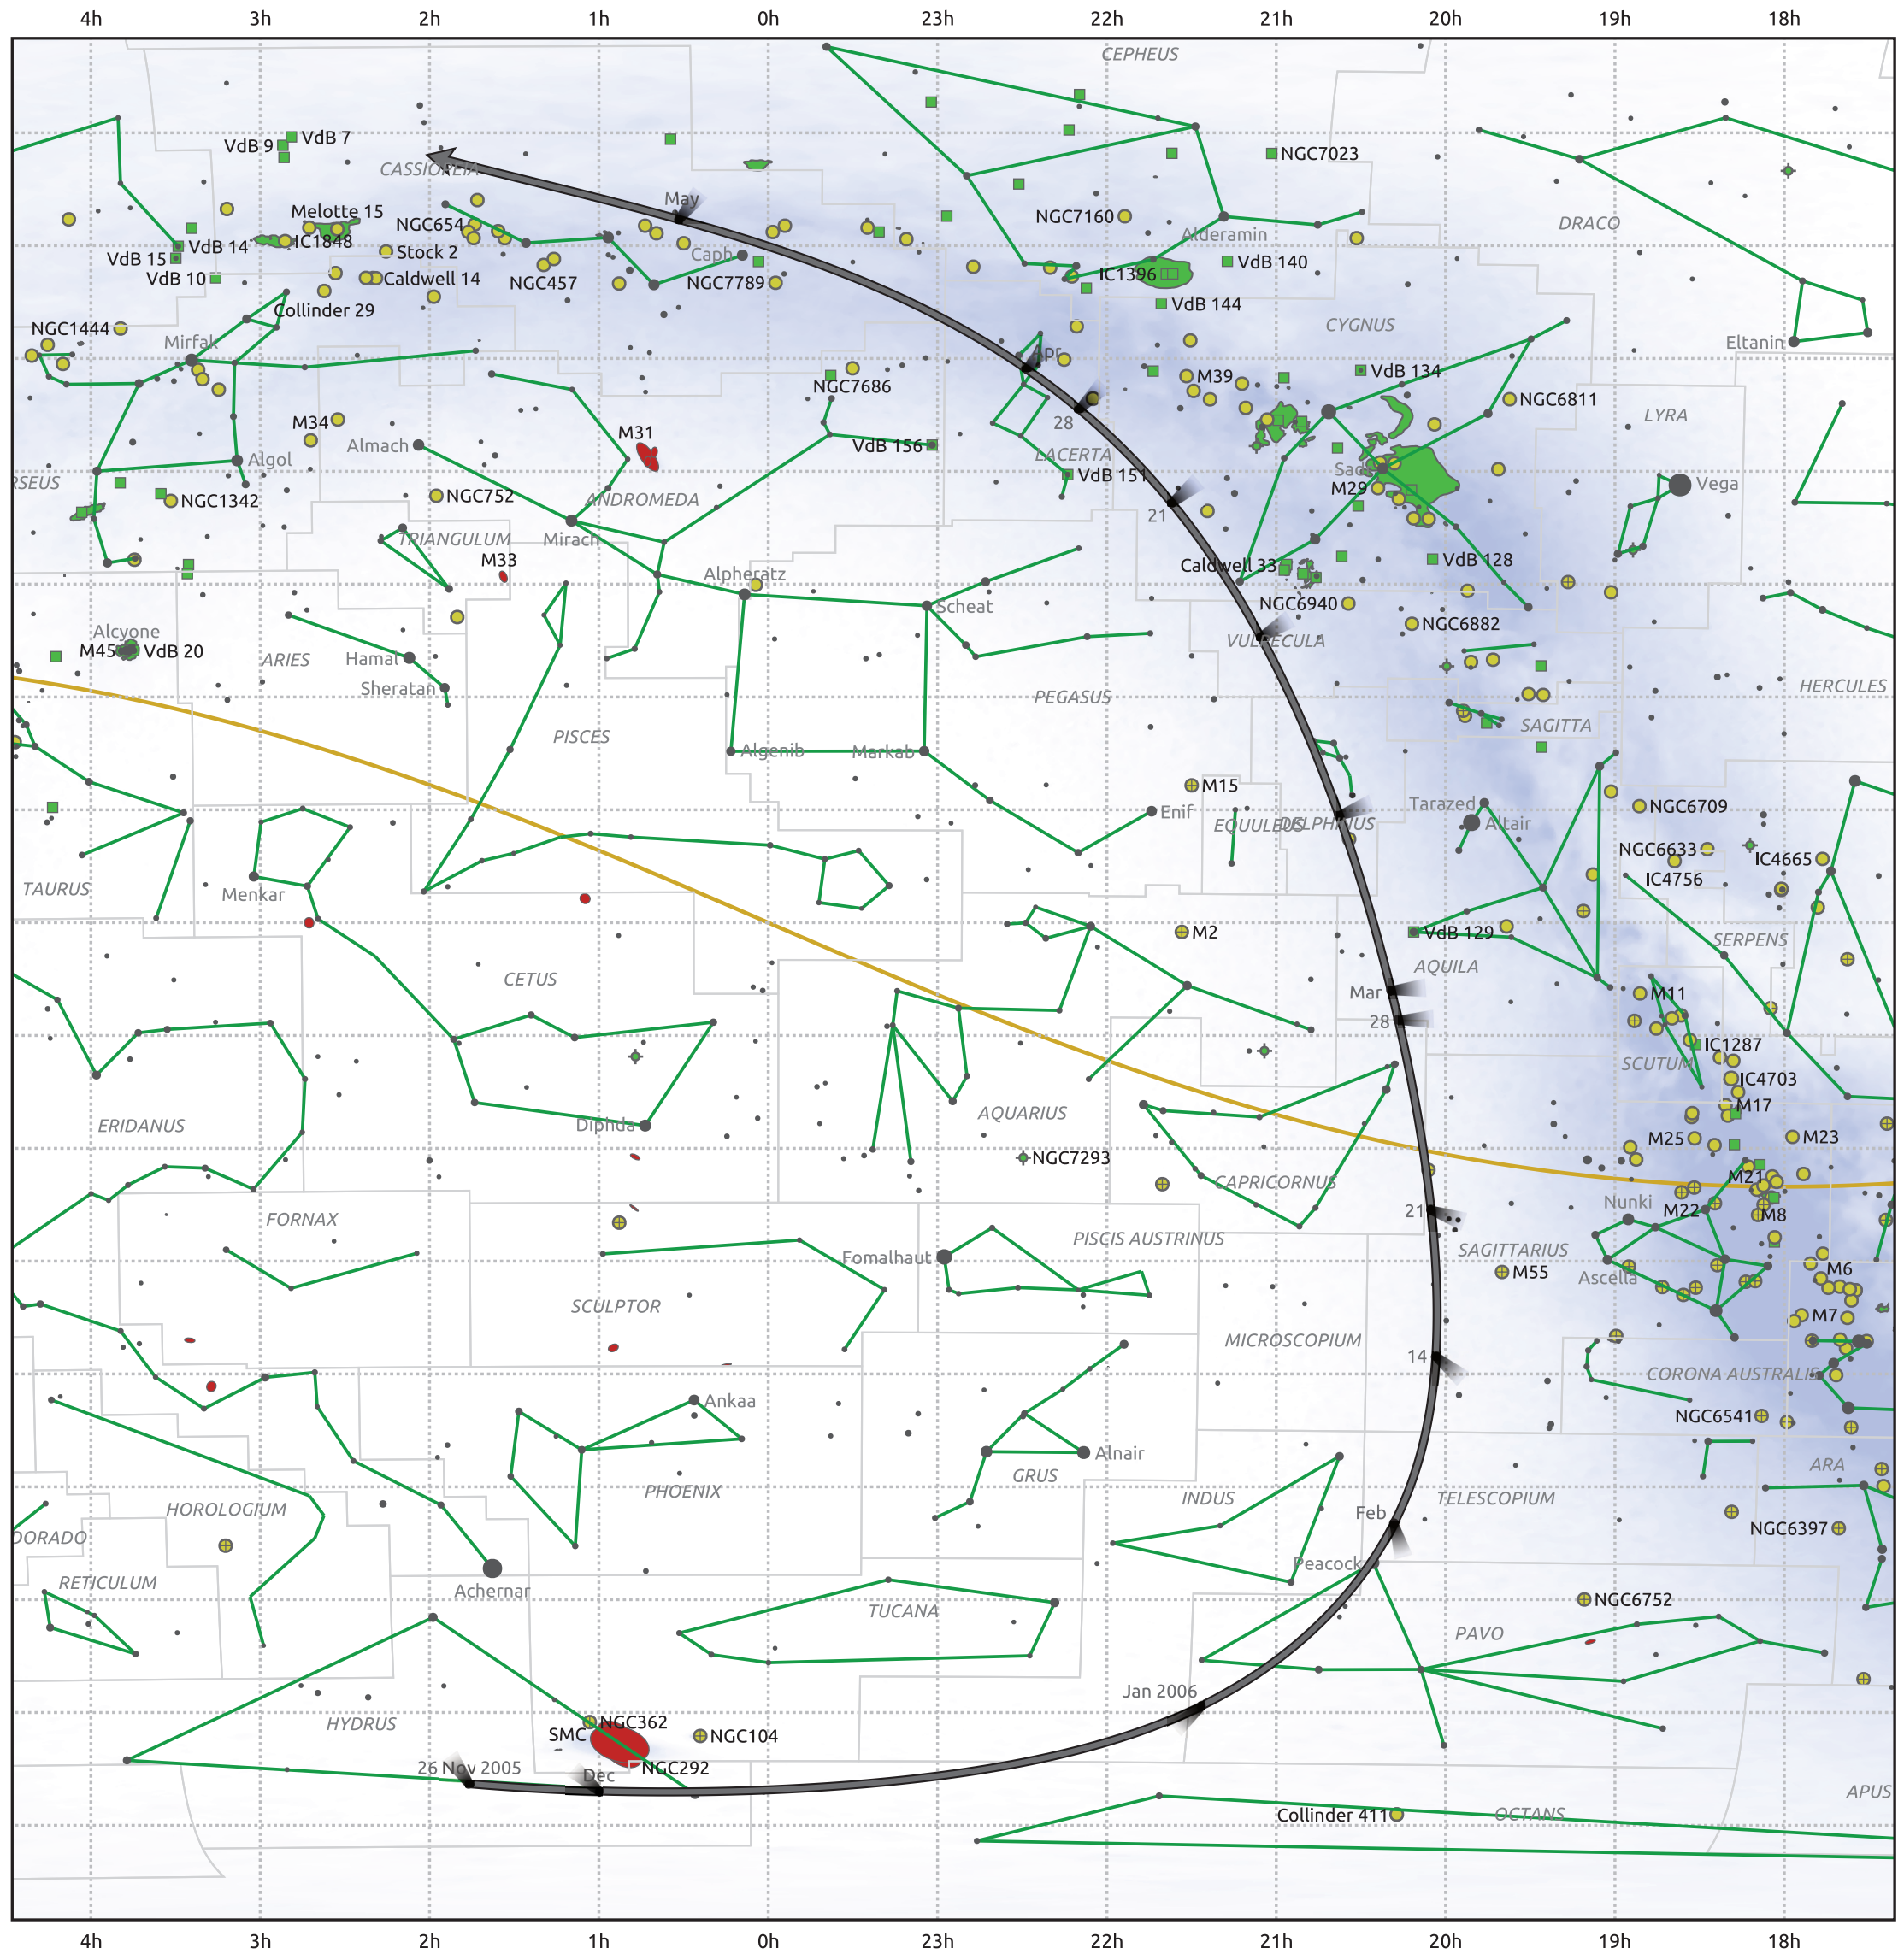 4h 3h 2h 1h 0h 23h 22h 21h 20h 19h 18h
CEPHEUS
VdB 7
VdB 9
NGC7023
CASSIOPEIA
May
Melotte 15
NGC7160
DRACO
NGC654
Alderamin
VdB 14
IC1848
Stock 2
VdB 15
Caph
VdB 140
VdB 10
Caldwell 14
NGC457
NGC7789
IC1396
Collinder 29
VdB 144
NGC1444
CYGNUS
Mirfak
Eltanin
Apr
NGC7686
M39
VdB 134
NGC6811
LYRA
M34
28
Almach
M31
VdB 156
LACERTA
Algol
VdB 151
Sad
RSEUS
NGC1342
NGC752
ANDROMEDA
M29
Vega
21
TRIANGULUM
Mirach
M33
Caldwell 33
VdB 128
Alpheratz
Scheat
NGC6940
NGC6882
Alcyone
M45
VdB 20
ARIES
Hamal
VULPECULA
Sheratan
PEGASUS
HERCULES
PISCES
SAGITTA
Algenib
Markab
M15
Tarazed
NGC6709
Enif
EQUULEUS
DELPHINUS
Altair
NGC6633
IC4665
TAURUS
Menkar
IC4756
M2
VdB 129
SERPENS
CETUS
AQUILA
Mar
M11
28
IC1287
SCUTUM
IC4703
AQUARIUS
M17
ERIDANUS
Diphda
M25
M23
NGC7293
CAPRICORNUS
M21
Nunki
FORNAX
21
M22
M8
PISCIS AUSTRINUS
Fomalhaut
SAGITTARIUS
M55
Ascella
M6
SCULPTOR
M7
MICROSCOPIUM
14
CORONA AUSTRALIS
Ankaa
NGC6541
Alnair
GRUS
ARA
PHOENIX
INDUS
TELESCOPIUM
HOROLOGIUM
Feb
NGC6397
DORADO
Peacock
RETICULUM
Achernar
TUCANA
NGC6752
PAVO
Jan 2006
HYDRUS
NGC362
SMC
NGC104
26 Nov 2005
Dec
NGC292
APUS
Collinder 411
OCTANS
4h 3h 2h 1h 0h 23h 22h 21h 20h 19h 18h